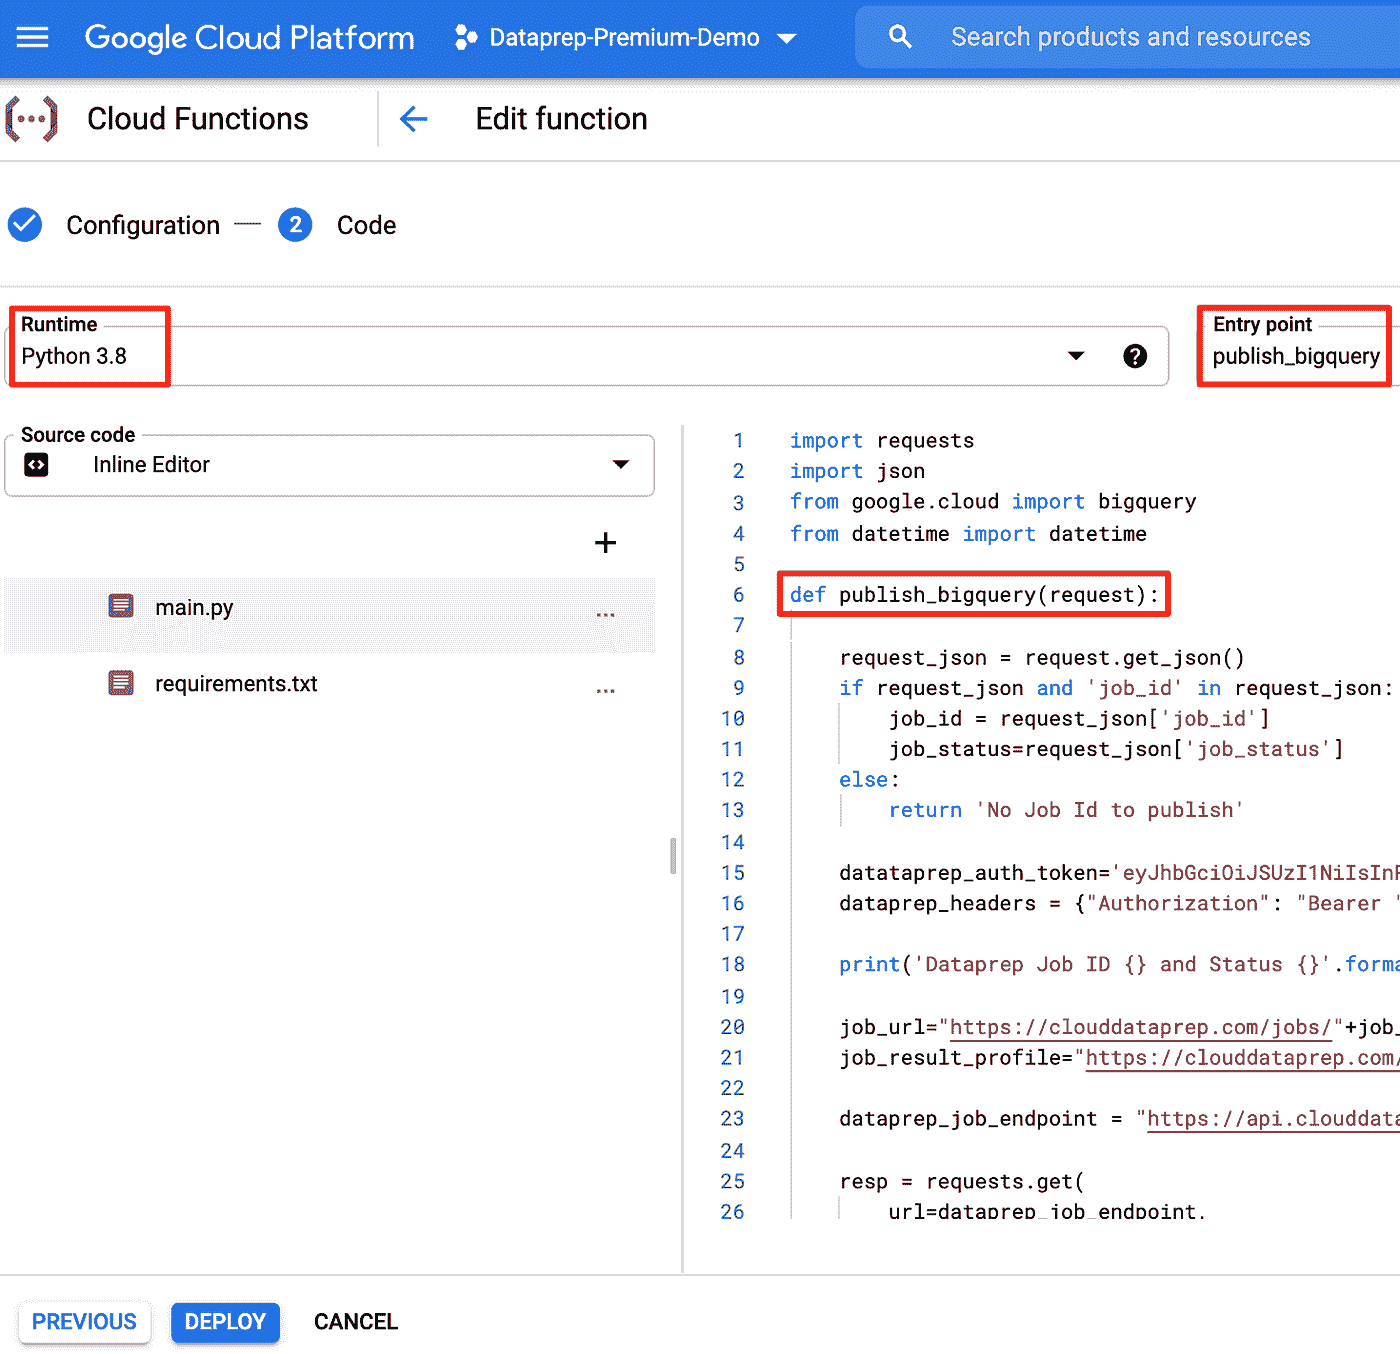 Google Cloud Platform Dataprep-Premium-Demo Search products and resources
Cloud Functions Edit function
Configuration 2 Code
Runtime
Python 3.8
Entry point
publish_bigquery
Source code
Inline Editor
main.py ...
requirements.txt ...
1 import requests
2 import json
3 from google.cloud import bigquery
4 from datetime import datetime
5
6 def publish_bigquery(request):
7
8 request_json = request.get_json()
9 if request_json and 'job_id' in request_json:
10 job_id = request_json['job_id']
11 job_status=request_json['job_status']
12 else:
13 return 'No Job Id to publish'
14
15 datataprep_auth_token='eyJhbGciOiJSUzI1NiIsInR
16 dataprep_headers = {"Authorization": "Bearer "
17
18 print('Dataprep Job ID {} and Status {}'.forma
19
20 job_url="https://clouddataprep.com/jobs/"+job_
21 job_result_profile="https://clouddataprep.com/
22
23 dataprep_job_endpoint = "https://api.clouddata
24
25 resp = requests.get(
26 url=dataprep_job_endpoint,
PREVIOUS DEPLOY CANCEL